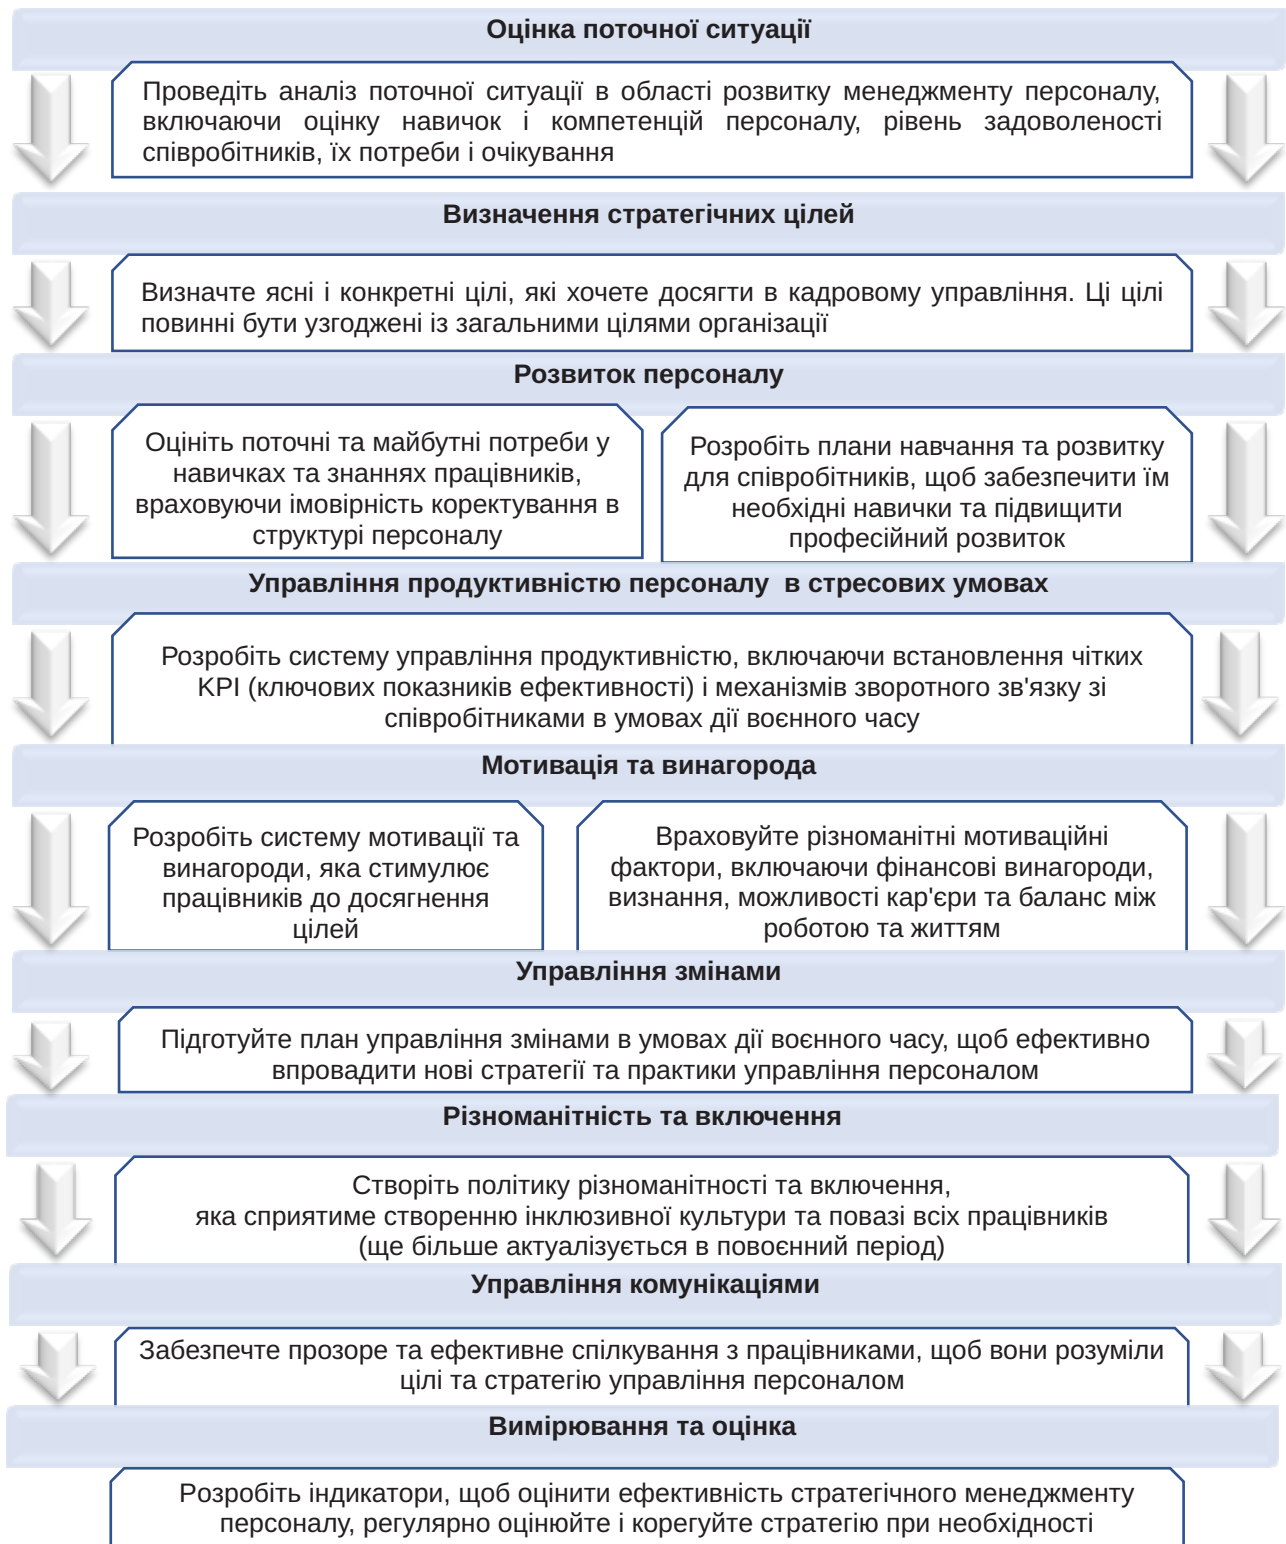 Оцінка поточної ситуації
Проведіть аналіз поточної ситуації в області розвитку менеджменту персоналу,
включаючи оцінку навичок і компетенцій персоналу, рівень задоволеності
співробітників, їх потреби і очікування
Визначення стратегічних цілей
Визначте ясні і конкретні цілі, які хочете досягти в кадровому управління. Ці цілі
повинні бути узгоджені із загальними цілями організації
Розвиток персоналу
Оцініть поточні та майбутні потреби у
навичках та знаннях працівників,
враховуючи імовірність коректування в
структурі персоналу
Розробіть плани навчання та розвитку
для співробітників, щоб забезпечити їм
необхідні навички та підвищити
професійний розвиток
Управління продуктивністю персоналу  в стресових умовах
Розробіть систему управління продуктивністю, включаючи встановлення чітких
KPI (ключових показників ефективності) і механізмів зворотного зв'язку зі
співробітниками в умовах дії воєнного часу
Мотивація та винагорода
Розробіть систему мотивації та
винагороди, яка стимулює
працівників до досягнення
цілей
Враховуйте різноманітні мотиваційні
фактори, включаючи фінансові винагороди,
визнання, можливості кар'єри та баланс між
роботою та життям
Управління змінами
Підготуйте план управління змінами в умовах дії воєнного часу, щоб ефективно
впровадити нові стратегії та практики управління персоналом
Різноманітність та включення
Створіть політику різноманітності та включення,
яка сприятиме створенню інклюзивної культури та повазі всіх працівників
(ще більше актуалізується в повоєнний період)
Управління комунікаціями
Забезпечте прозоре та ефективне спілкування з працівниками, щоб вони розуміли
цілі та стратегію управління персоналом
Вимірювання та оцінка
Розробіть індикатори, щоб оцінити ефективність стратегічного менеджменту
персоналу, регулярно оцінюйте і корегуйте стратегію при необхідності